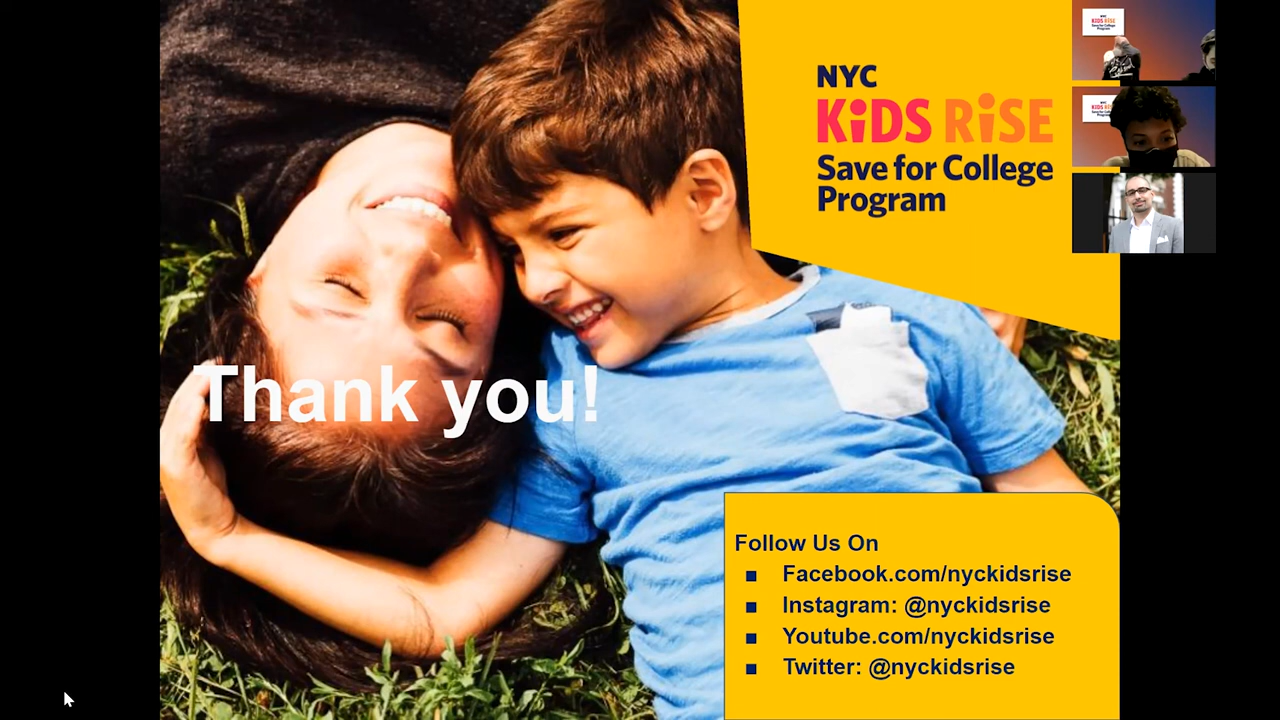 NYC
KiDS RiSE
Save for College
Program
Thank you!
Follow Us On
Facebook.com/nyckidsrise
Instagram: @nyckidsrise
Youtube.com/nyckidsrise
Twitter: @nyckidsrise